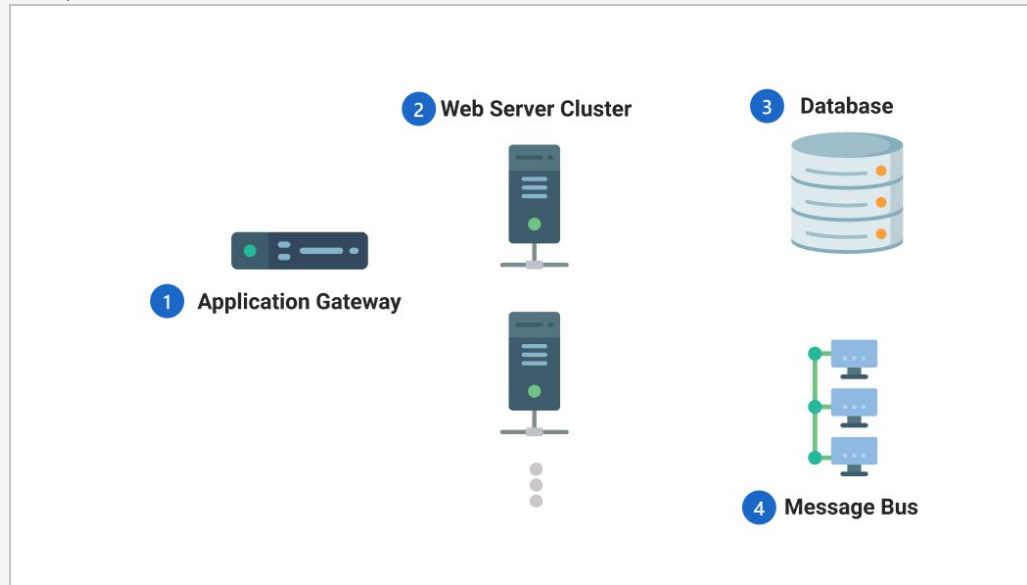 1 Application Gateway
2 Web Server Cluster
3 Database
4 Message Bus